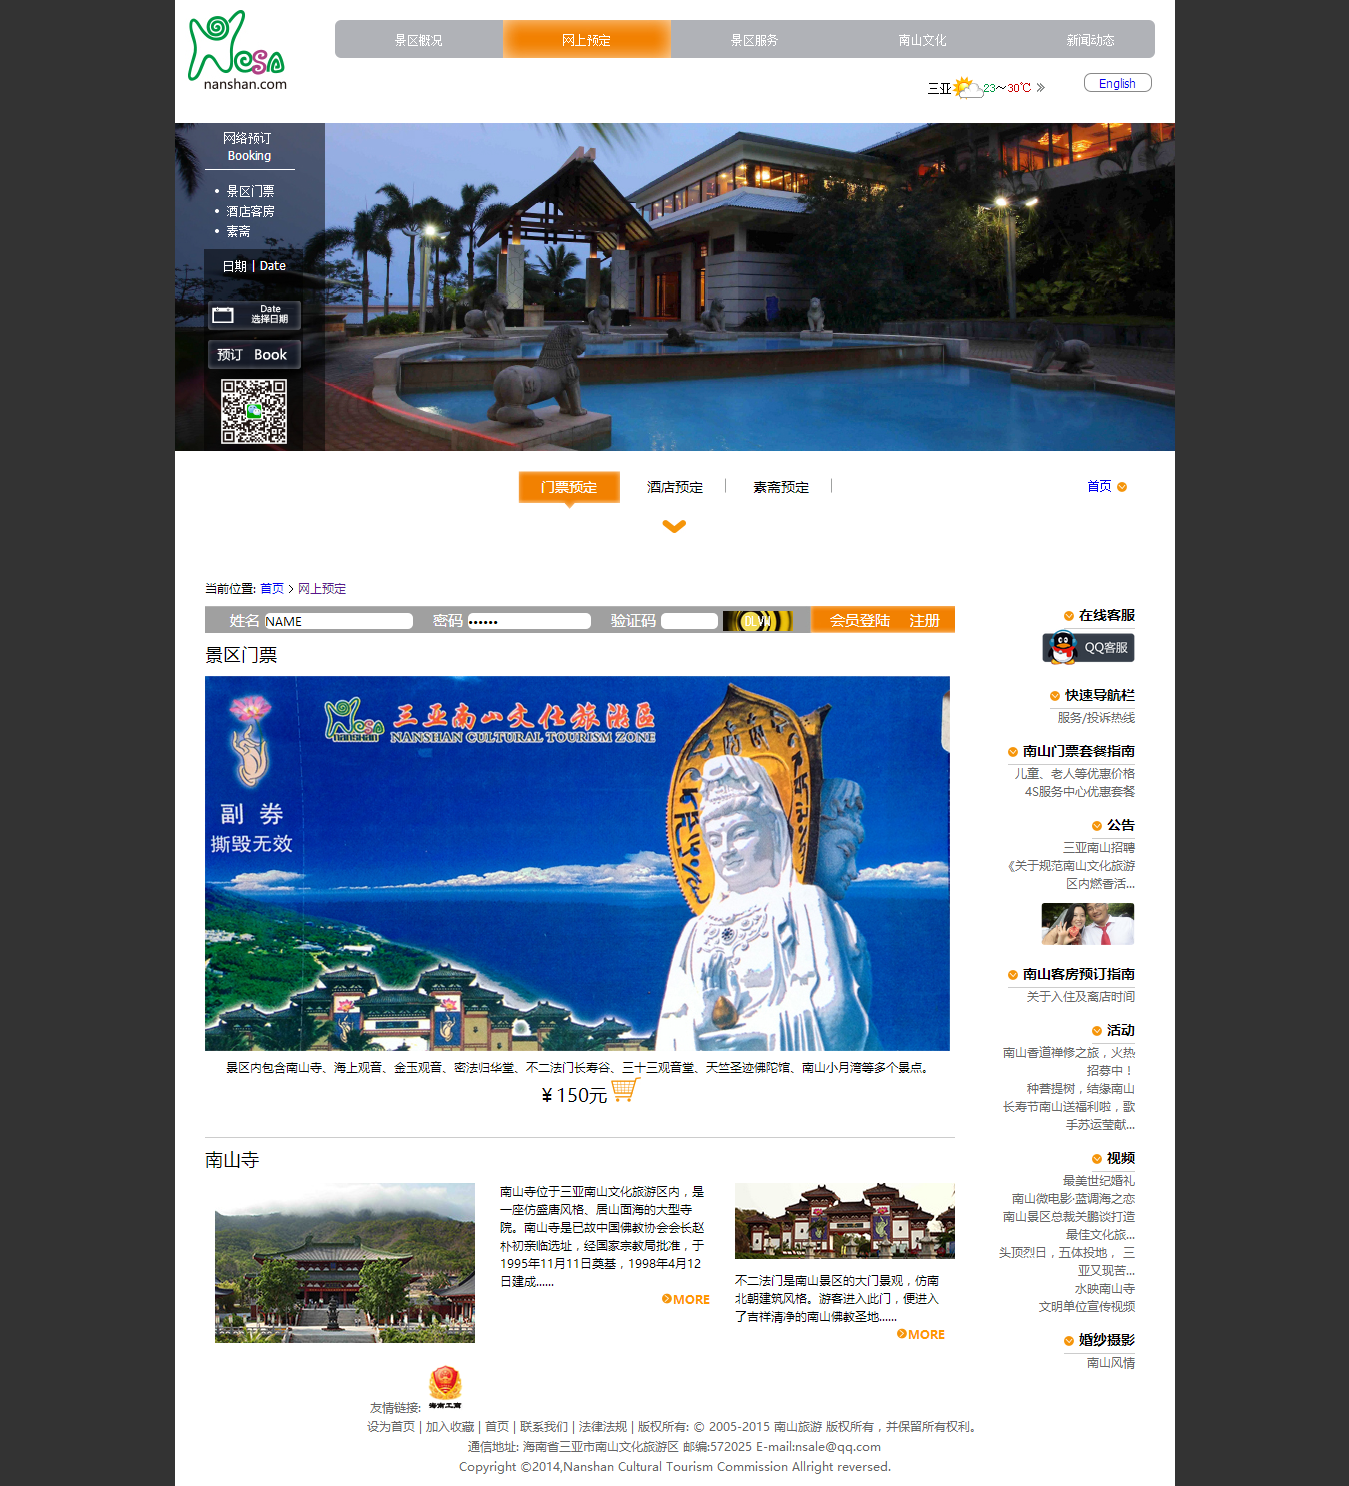 nesa
nanshan.com
景区概况 网上预定 景区服务 南山文化 新闻动态
三亚 23～30℃ English
网络预订
Booking
景区门票
酒店客房
素斋
日期 | Date
Date
选择日期
预订 Book
门票预定 酒店预定 素斋预定 首页
当前位置: 首页 > 网上预定
姓名 NAME 密码 •••••• 验证码 会员登陆 注册
景区门票
三亚南山文化旅游区
NANSHAN
NANSHAN CULTURAL TOURISM ZONE
副 券
撕毁无效
景区内包含南山寺、海上观音、金玉观音、密法归华堂、不二法门长寿谷、三十三观音堂、天竺圣迹佛陀馆、南山小月湾等多个景点。
¥ 150元
南山寺
南山寺位于三亚南山文化旅游区内，是
一座仿盛唐风格、居山面海的大型寺
院。南山寺是已故中国佛教协会会长赵
朴初亲临选址，经国家宗教局批准，于
1995年11月11日奠基，1998年4月12
日建成......
MORE
不二法门是南山景区的大门景观，仿南
北朝建筑风格。游客进入此门，便进入
了吉祥清净的南山佛教圣地......
MORE
在线客服
QQ客服
快速导航栏
服务/投诉热线
南山门票套餐指南
儿童、老人等优惠价格
4S服务中心优惠套餐
公告
三亚南山招聘
《关于规范南山文化旅游
区内燃香活...
南山客房预订指南
关于入住及离店时间
活动
南山香道禅修之旅，火热
招募中！
种菩提树，结缘南山
长寿节南山送福利啦，歌
手苏运莹献...
视频
最美世纪婚礼
南山微电影·蓝调海之恋
南山景区总裁关鹏谈打造
最佳文化旅...
头顶烈日，五体投地， 三
亚又现苦...
水映南山寺
文明单位宣传视频
婚纱摄影
南山风情
友情链接: 海南工商
设为首页 | 加入收藏 | 首页 | 联系我们 | 法律法规 | 版权所有: © 2005-2015 南山旅游 版权所有，并保留所有权利。
通信地址: 海南省三亚市南山文化旅游区 邮编:572025 E-mail:nsale@qq.com
Copyright ©2014,Nanshan Cultural Tourism Commission Allright reversed.